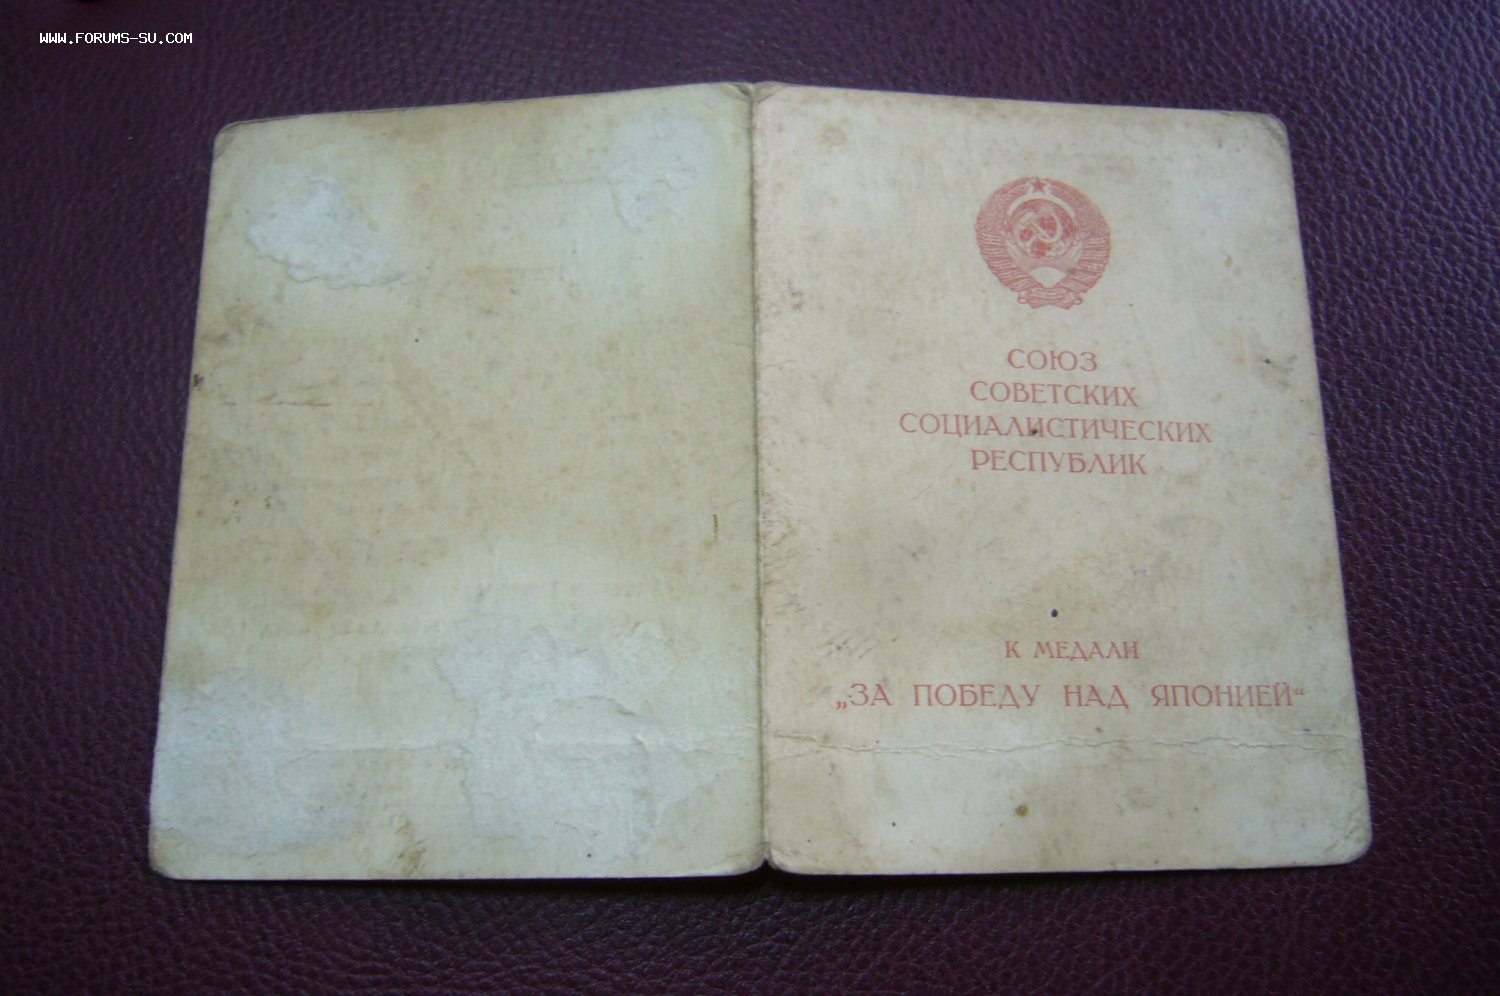 WWW.FORUMS-SU.COM
СОЮЗ
СОВЕТСКИХ
СОЦИАЛИСТИЧЕСКИХ
РЕСПУБЛИК
К МЕДАЛИ
„ЗА ПОБЕДУ НАД ЯПОНИЕЙ“